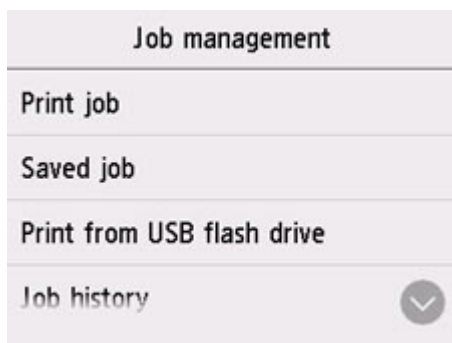 Job management
Print job
Saved job
Print from USB flash drive
Job history